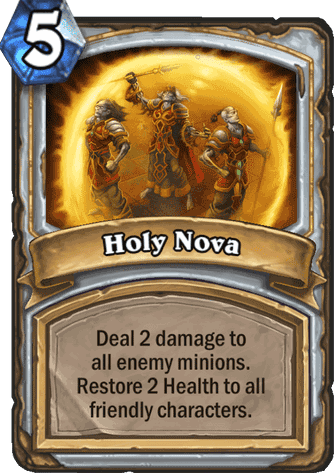 5
Holy Nova
Deal 2 damage to
all enemy minions.
Restore 2 Health to all
friendly characters.